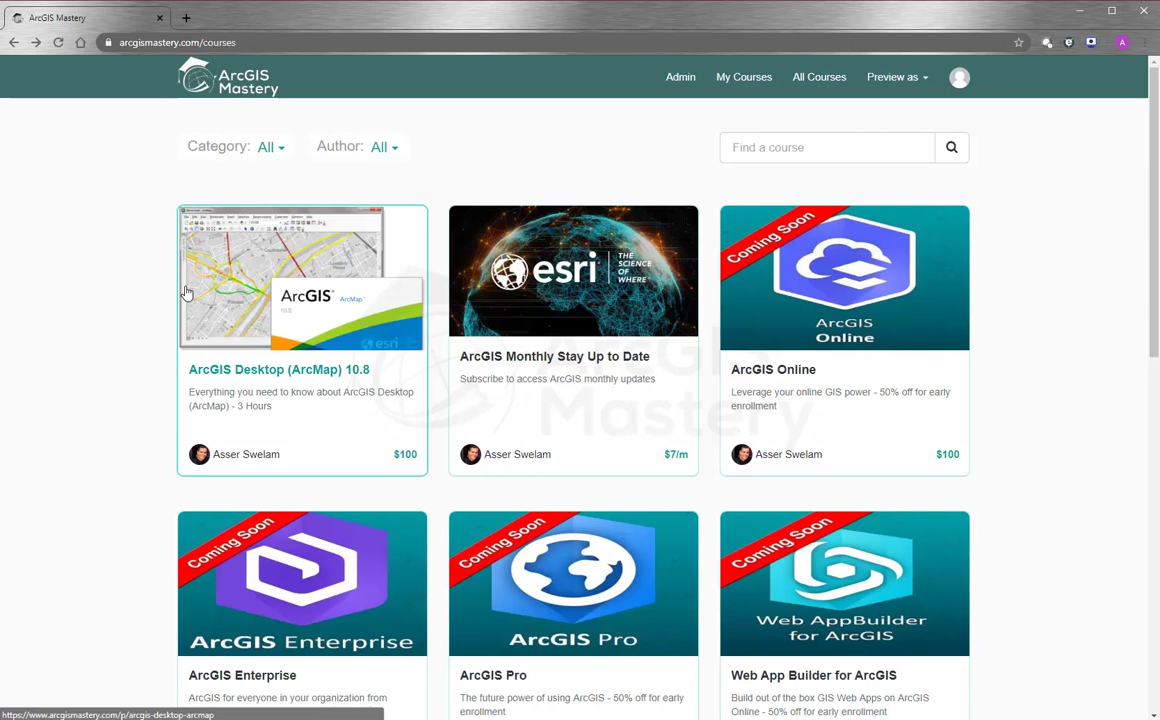 ArcGIS Mastery
arcgismastery.com/courses
A
ArcGIS
Mastery
Admin
My Courses
All Courses
Preview as
Category: All
Author: All
Find a course
ArcGIS ArcMap
10.8
esri
ArcGIS Desktop (ArcMap) 10.8
Everything you need to know about ArcGIS Desktop
(ArcMap) - 3 Hours
Asser Swelam
$100
esri
THE
SCIENCE
OF
WHERE
ArcGIS Monthly Stay Up to Date
Subscribe to access ArcGIS monthly updates
Asser Swelam
$7/m
Coming Soon
ArcGIS
Online
ArcGIS Online
Leverage your online GIS power - 50% off for early
enrollment
Asser Swelam
$100
ArcGIS
Mastery
Coming Soon
ArcGIS Enterprise
ArcGIS Enterprise
ArcGIS for everyone in your organization from
Coming Soon
ArcGIS Pro
ArcGIS Pro
The future power of using ArcGIS - 50% off for early
enrollment
Coming Soon
Web AppBuilder
for ArcGIS
Web App Builder for ArcGIS
Build out of the box GIS Web Apps on ArcGIS
Online - 50% off for early enrollment
https://www.arcgismastery.com/p/arcgis-desktop-arcmap